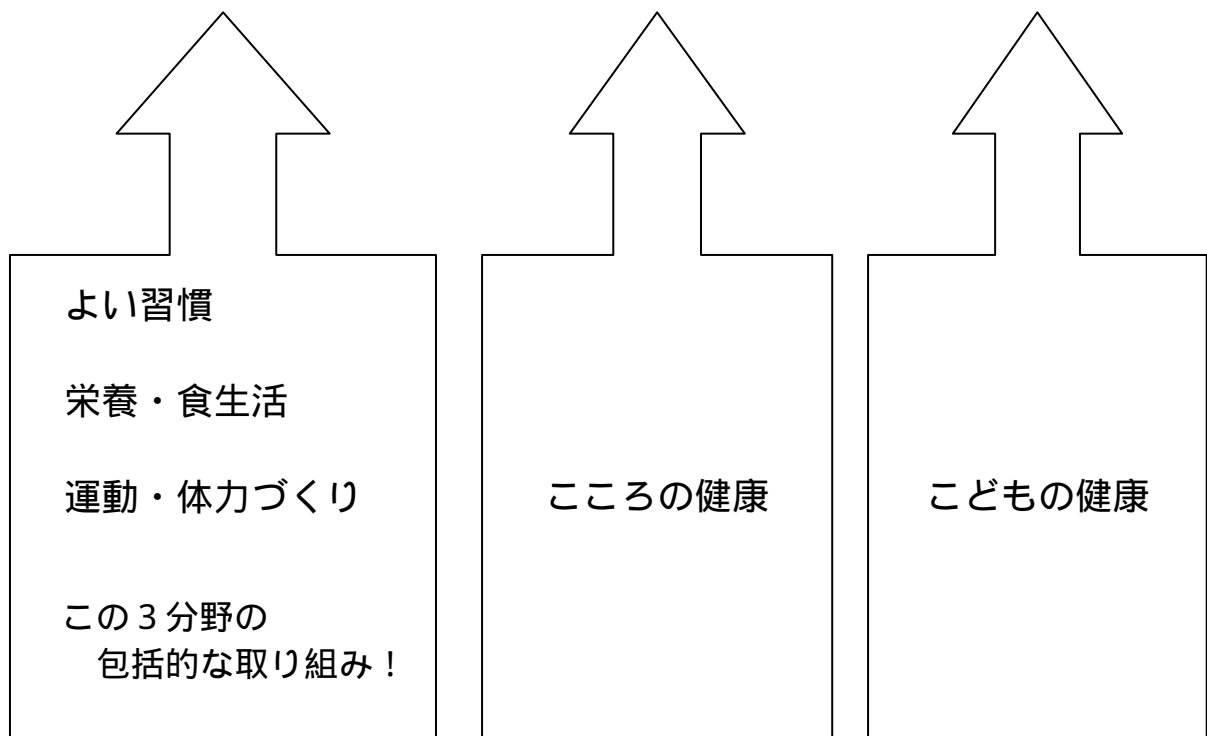 よい習慣
栄養・食生活
運動・体力づくり
この３分野の
包括的な取り組み！
こころの健康
こどもの健康